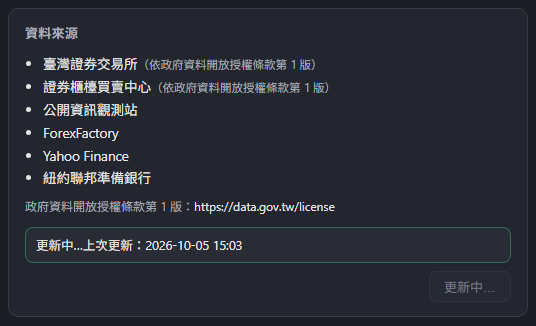 資料來源
• 臺灣證券交易所（依政府資料開放授權條款第 1 版）
• 證券櫃檯買賣中心（依政府資料開放授權條款第 1 版）
• 公開資訊觀測站
• ForexFactory
• Yahoo Finance
• 紐約聯邦準備銀行
政府資料開放授權條款第 1 版：https://data.gov.tw/license
更新中...上次更新：2026-10-05 15:03
更新中...